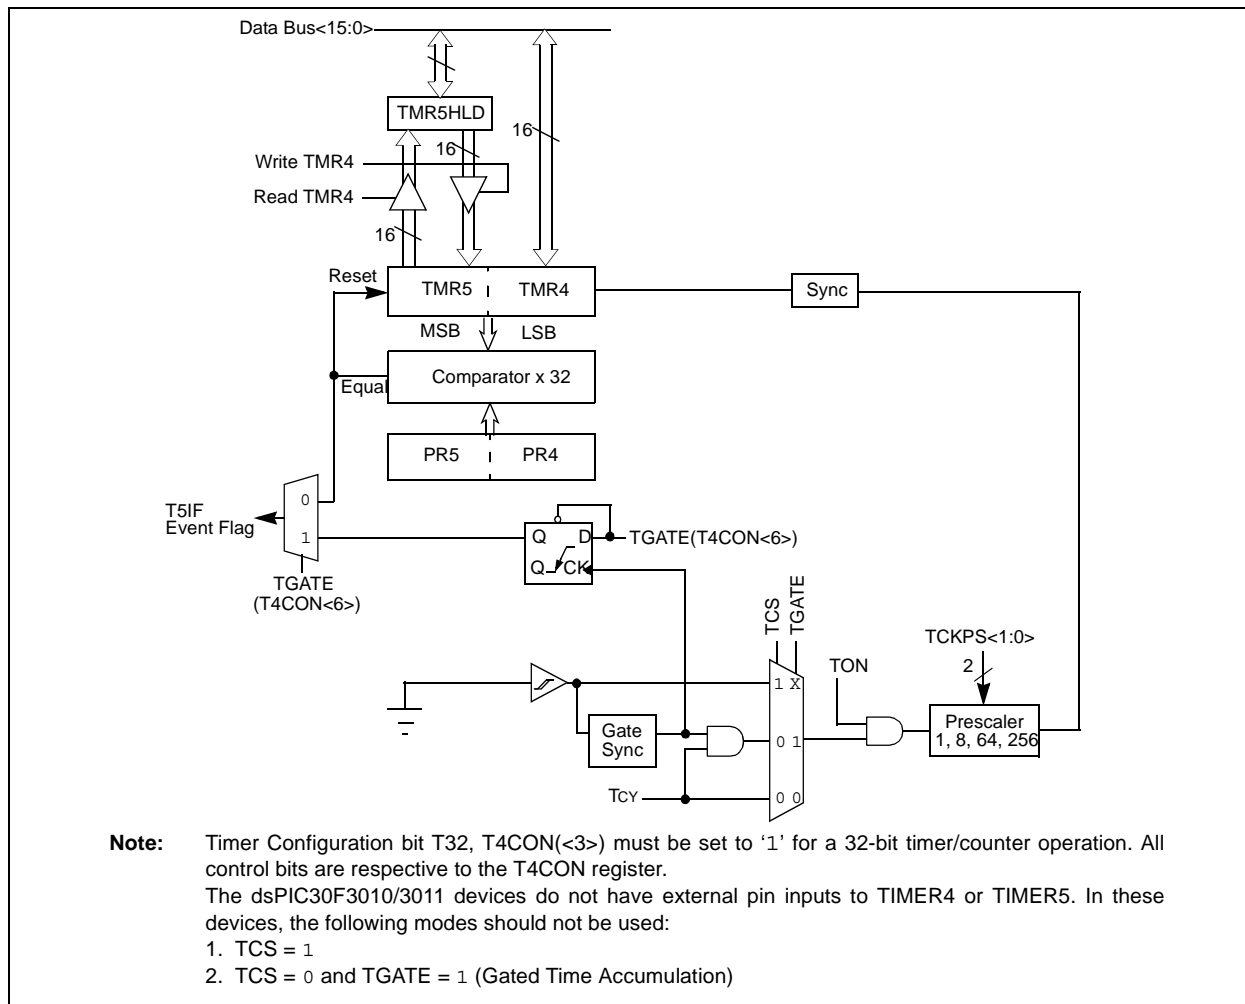 Data Bus<15:0>
TMR5HLD
16
16
Write TMR4
Read TMR4
16
Reset
TMR5
TMR4
Sync
MSB
LSB
Equal
Comparator x 32
PR5
PR4
T5IF
Event Flag
0
1
TGATE
(T4CON<6>)
Q
D
Q
CK
TGATE(T4CON<6>)
TCS
TGATE
TCKPS<1:0>
2
TON
1 X
Gate
Sync
0 1
Prescaler
1, 8, 64, 256
TCY
0 0
Note: Timer Configuration bit T32, T4CON(<3>) must be set to ‘1’ for a 32-bit timer/counter operation. All
control bits are respective to the T4CON register.
The dsPIC30F3010/3011 devices do not have external pin inputs to TIMER4 or TIMER5. In these
devices, the following modes should not be used:
1. TCS = 1
2. TCS = 0 and TGATE = 1 (Gated Time Accumulation)